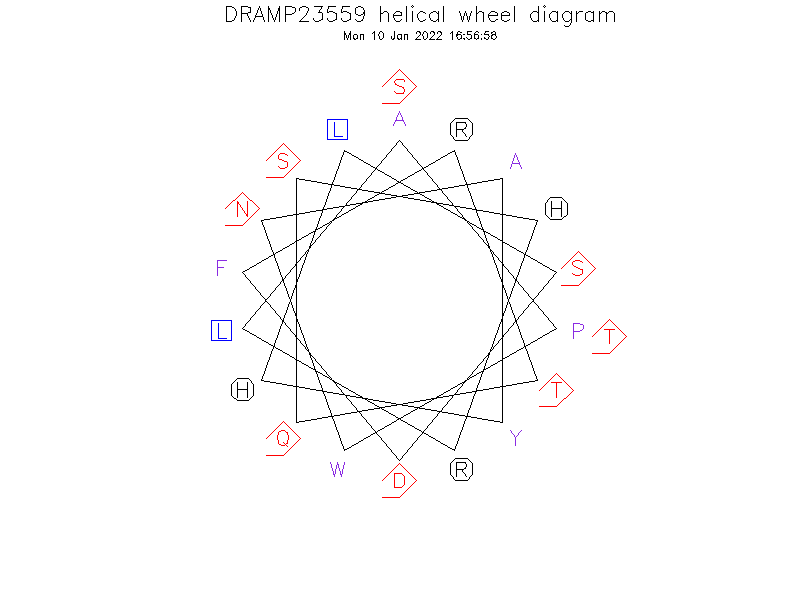 DRAMP23559 helical wheel diagram
Mon 10 Jan 2022 16:56:58
S
L A R
S A
N H
F S
L P T
H T
Q Y
W D R